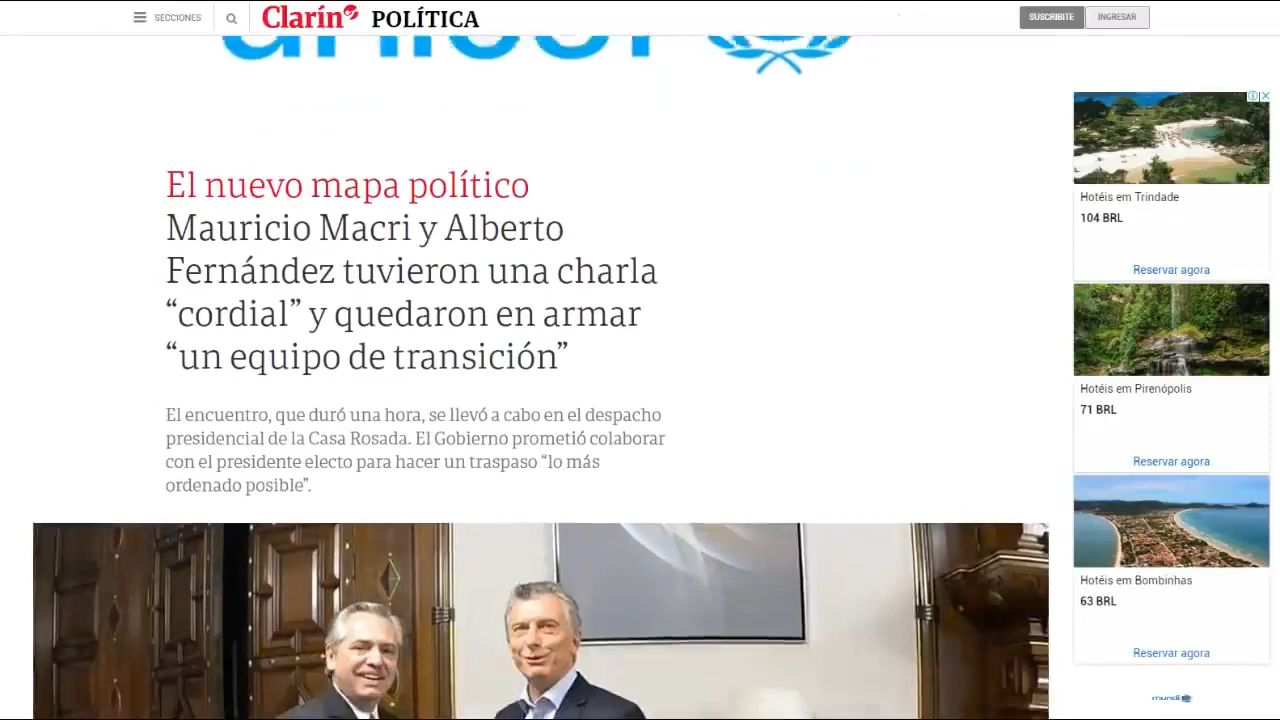 SECCIONES
Clarín
POLÍTICA
SUSCRIBITE
INGRESAR
unicef
El nuevo mapa político
Mauricio Macri y Alberto
Fernández tuvieron una charla
“cordial” y quedaron en armar
“un equipo de transición”
El encuentro, que duró una hora, se llevó a cabo en el despacho
presidencial de la Casa Rosada. El Gobierno prometió colaborar
con el presidente electo para hacer un traspaso “lo más
ordenado posible”.
Hotéis em Trindade
104 BRL
Reservar agora
Hotéis em Pirenópolis
71 BRL
Reservar agora
Hotéis em Bombinhas
63 BRL
Reservar agora
mundi